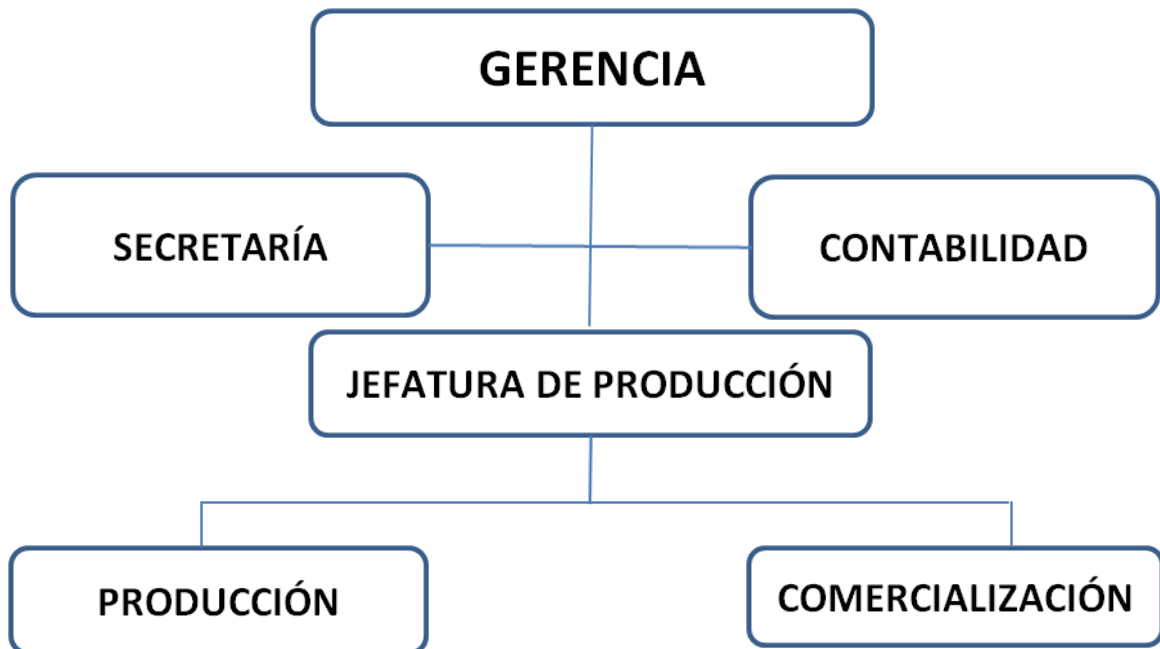 GERENCIA
SECRETARÍA
CONTABILIDAD
JEFATURA DE PRODUCCIÓN
PRODUCCIÓN
COMERCIALIZACIÓN